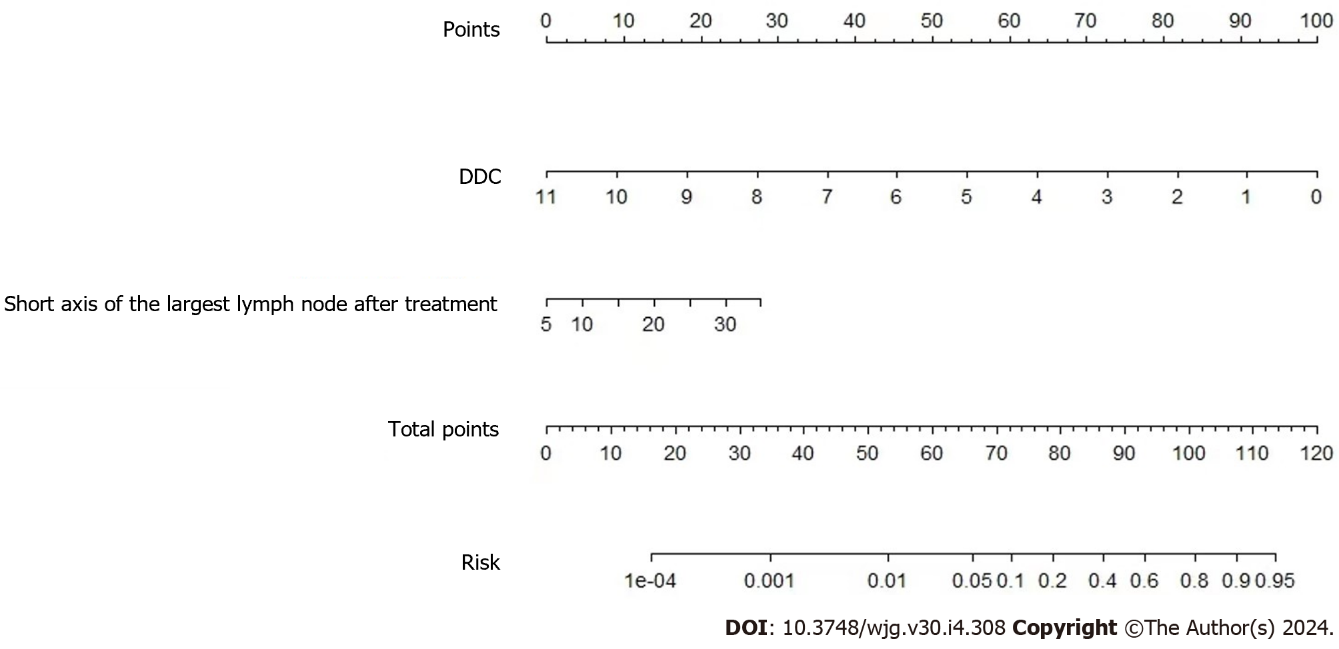 Points 0 10 20 30 40 50 60 70 80 90 100
DDC 11 10 9 8 7 6 5 4 3 2 1 0
Short axis of the largest lymph node after treatment 5 10 20 30
Total points 0 10 20 30 40 50 60 70 80 90 100 110 120
Risk 1e-04 0.001 0.01 0.05 0.1 0.2 0.4 0.6 0.8 0.9 0.95
DOI: 10.3748/wjg.v30.i4.308 Copyright ©The Author(s) 2024.